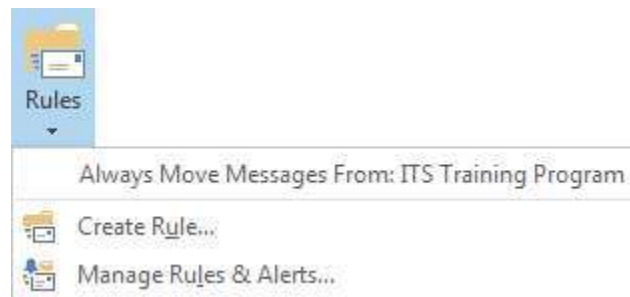 Rules
Always Move Messages From: ITS Training Program
Create Rule...
Manage Rules & Alerts...